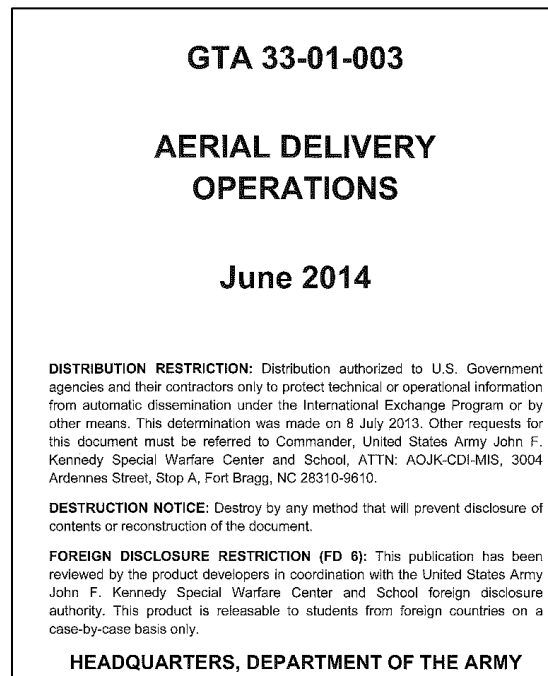 GTA 33-01-003
AERIAL DELIVERY
OPERATIONS
June 2014
DISTRIBUTION RESTRICTION: Distribution authorized to U.S. Government
agencies and their contractors only to protect technical or operational information
from automatic dissemination under the International Exchange Program or by
other means. This determination was made on 8 July 2013. Other requests for
this document must be referred to Commander, United States Army John F.
Kennedy Special Warfare Center and School, ATTN: AOJK-CDI-MIS, 3004
Ardennes Street, Stop A, Fort Bragg, NC 28310-9610.
DESTRUCTION NOTICE: Destroy by any method that will prevent disclosure of
contents or reconstruction of the document.
FOREIGN DISCLOSURE RESTRICTION (FD 6): This publication has been
reviewed by the product developers in coordination with the United States Army
John F. Kennedy Special Warfare Center and School foreign disclosure
authority. This product is releasable to students from foreign countries on a
case-by-case basis only.
HEADQUARTERS, DEPARTMENT OF THE ARMY